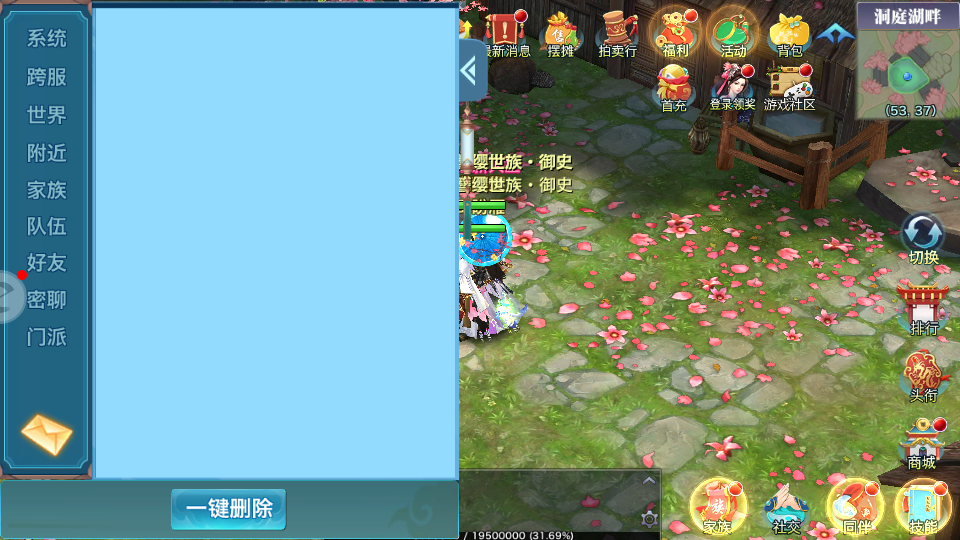 系统
跨服
世界
附近
家族
队伍
好友
密聊
门派
一键删除
最新消息
摆摊
拍卖行
福利
活动
背包
首充
登录领奖
游戏社区
洞庭湖畔
(53, 37)
缨世族·御史
缨世族·御史
切换
排行
头衔
商城
家族
社交
同伴
技能
/ 19500000 (31.69%)